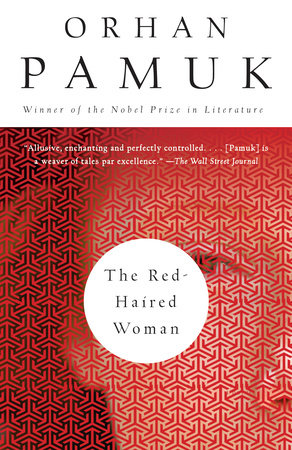 ORHAN
PAMUK
Winner of the Nobel Prize in Literature
“Allusive, enchanting and perfectly controlled. . . . [Pamuk] is
a weaver of tales par excellence.” —The Wall Street Journal
The Red-
Haired
Woman